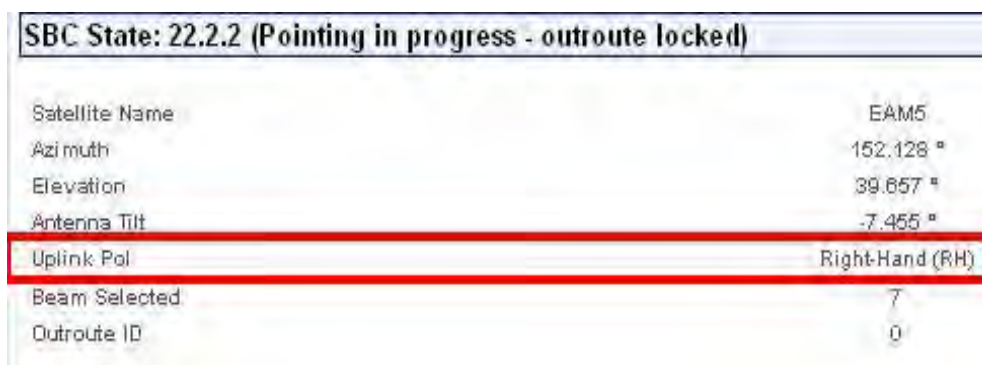 SBC State: 22.2.2 (Pointing in progress - outroute locked)
Satellite Name EAM5
Azimuth 152.128 °
Elevation 39.657 °
Antenna Tilt -7.455 °
Uplink Pol Right-Hand (RH)
Beam Selected 7
Outroute ID 0